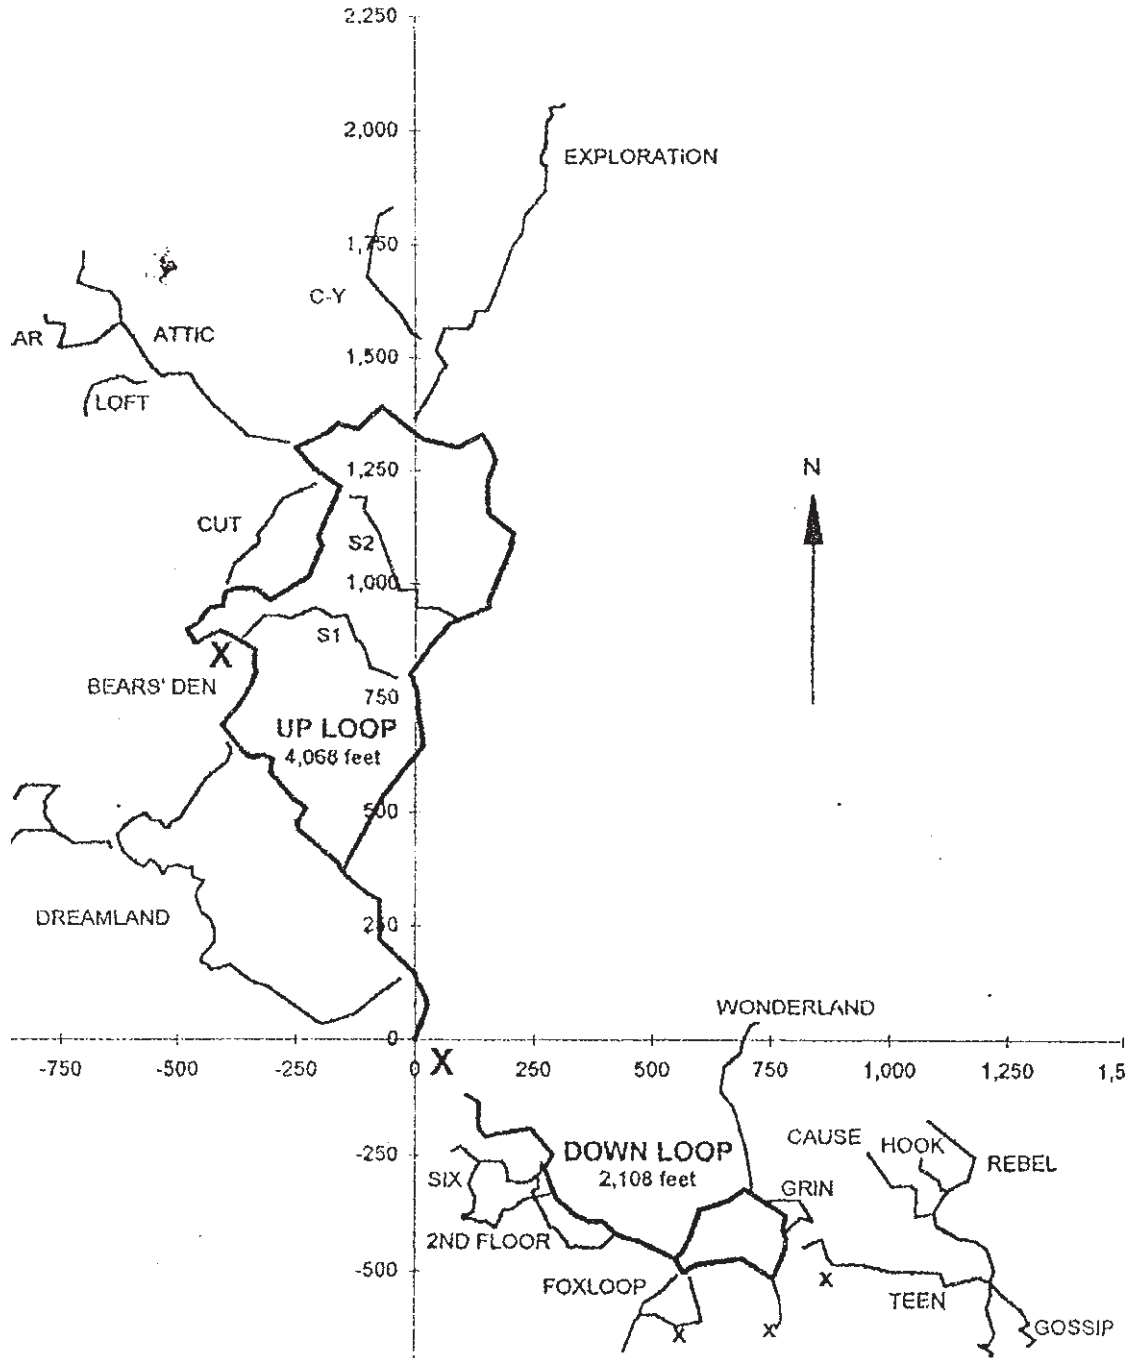 2,250
2,000
EXPLORATION
1,750
C-Y
AR
ATTIC
1,500
LOFT
1,250
N
CUT
S2
1,000
S1
X
BEARS' DEN
750
UP LOOP
4,068 feet
500
DREAMLAND
250
WONDERLAND
0
-750
-500
-250
0
X
250
500
750
1,000
1,250
1,5
-250
DOWN LOOP
2,108 feet
CAUSE
HOOK
REBEL
SIX
GRIN
2ND FLOOR
-500
FOXLOOP
X
TEEN
X
X
GOSSIP